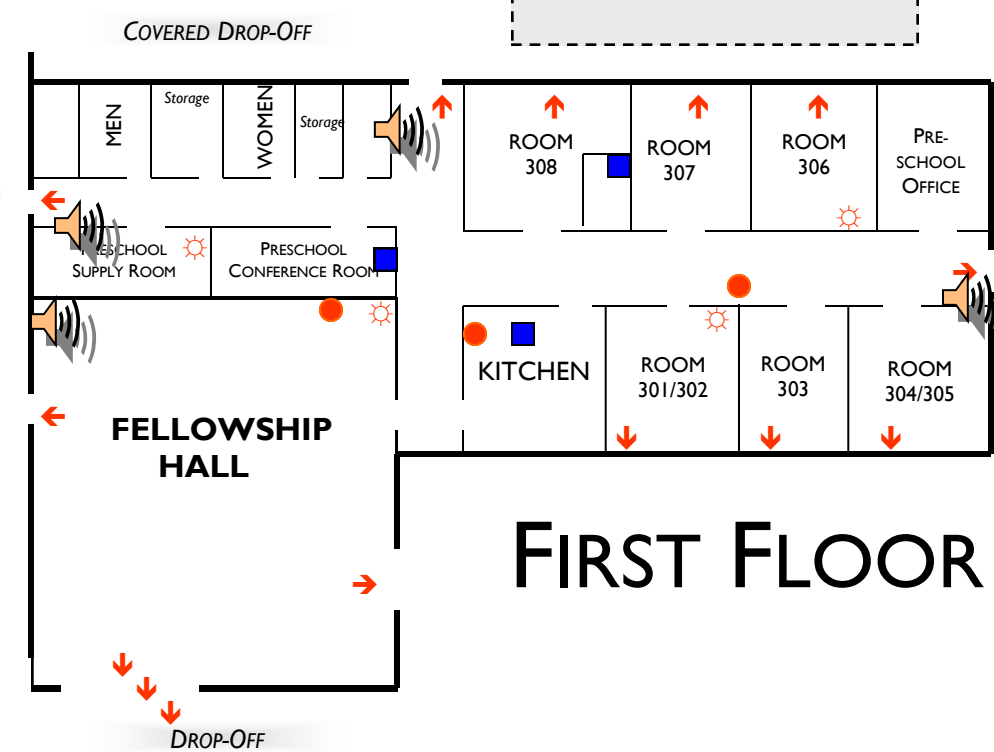 COVERED DROP-OFF
MEN
Storage
WOMEN
Storage
ROOM
308
ROOM
307
ROOM
306
PRE-
SCHOOL
OFFICE
PRESCHOOL
SUPPLY ROOM
PRESCHOOL
CONFERENCE ROOM
KITCHEN
ROOM
301/302
ROOM
303
ROOM
304/305
FELLOWSHIP
HALL
FIRST FLOOR
DROP-OFF